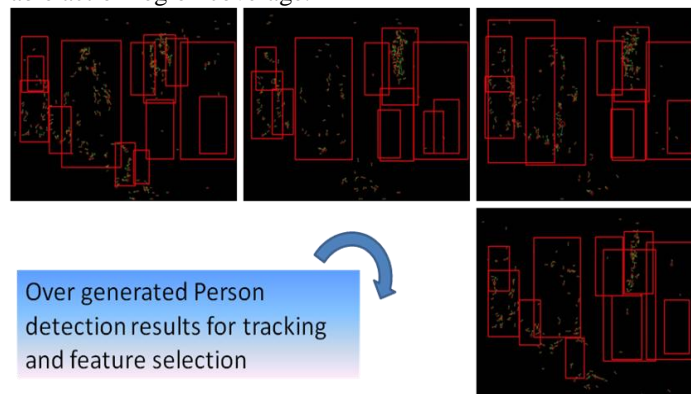 Over generated Person
detection results for tracking
and feature selection